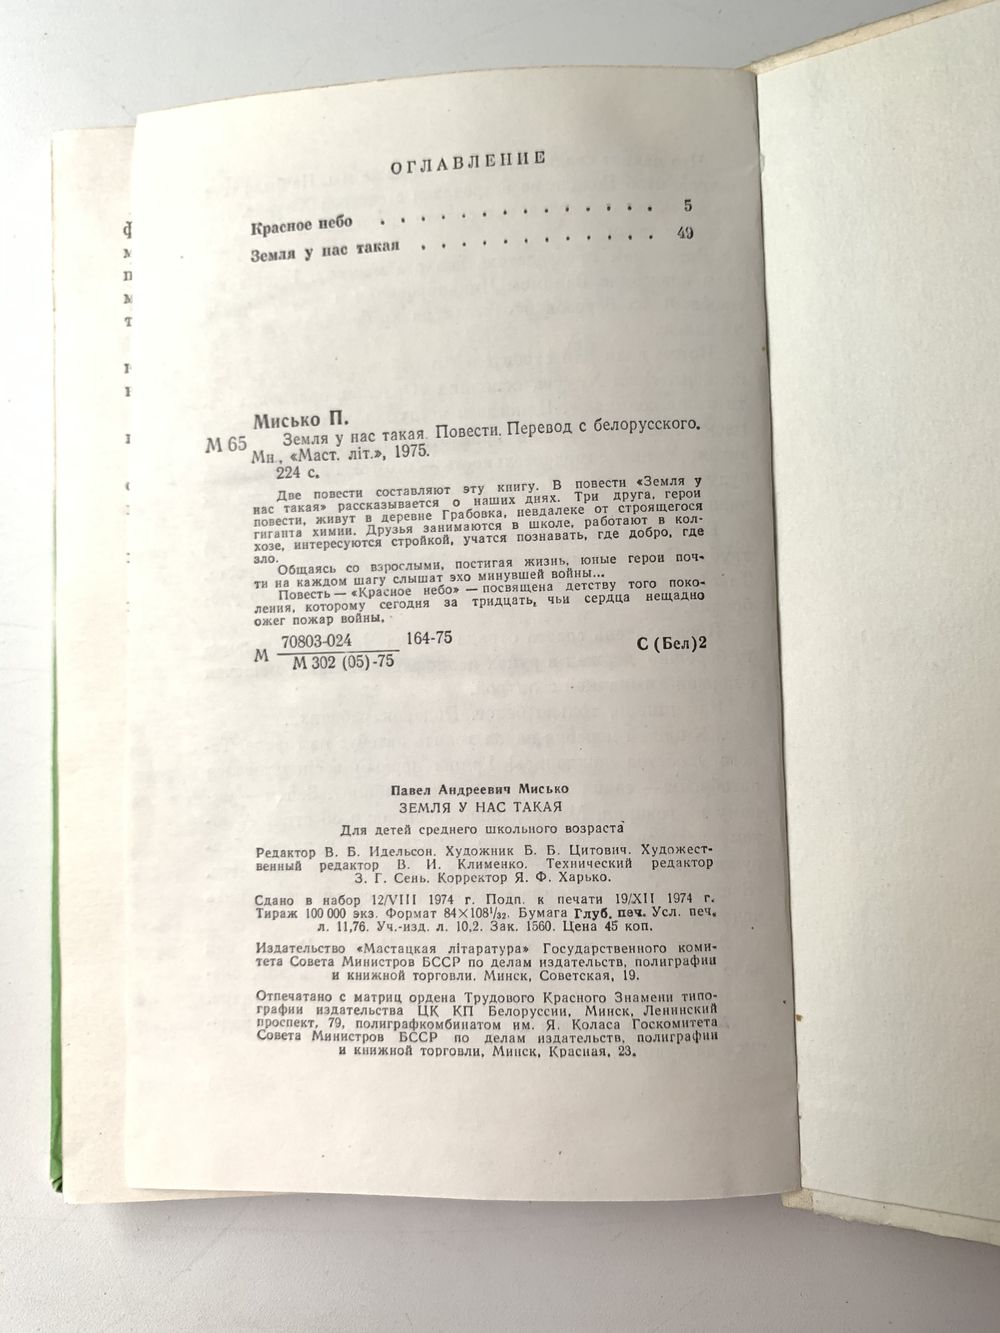 ОГЛАВЛЕНИЕ
Красное небо . . . . . . . . . . . . . . 5
Земля у нас такая . . . . . . . . . . . . 49
Мисько П.
М 65 Земля у нас такая. Повести. Перевод с белорусского.
Мн., «Маст. літ.», 1975.
224 с.
Две повести составляют эту книгу. В повести «Земля у
нас такая» рассказывается о наших днях. Три друга, герои
повести, живут в деревне Грабовка, невдалеке от строящегося
гиганта химии. Друзья занимаются в школе, работают в кол-
хозе, интересуются стройкой, учатся познавать, где добро, где
зло.
Общаясь со взрослыми, постигая жизнь, юные герои поч-
ти на каждом шагу слышат эхо минувшей войны...
Повесть — «Красное небо» — посвящена детству того поко-
ления, которому сегодня за тридцать, чьи сердца нещадно
ожег пожар войны.
М 70803-024 164-75 С (Бел)2
М 302 (05)-75
Павел Андреевич Мисько
ЗЕМЛЯ У НАС ТАКАЯ
Для детей среднего школьного возраста
Редактор В. Б. Идельсон. Художник Б. Б. Цитович. Художест-
венный редактор В. И. Клименко. Технический редактор
З. Г. Сень. Корректор Я. Ф. Харько.
Сдано в набор 12/VIII 1974 г. Подп. к печати 19/XII 1974 г.
Тираж 100 000 экз. Формат 84×108¹/₃₂. Бумага Глуб. печ. Усл. печ.
л. 11,76. Уч.-изд. л. 10,2. Зак. 1560. Цена 45 коп.
Издательство «Мастацкая літаратура» Государственного коми-
тета Совета Министров БССР по делам издательств, полиграфии
и книжной торговли. Минск, Советская, 19.
Отпечатано с матриц ордена Трудового Красного Знамени типо-
графии издательства ЦК КП Белоруссии, Минск, Ленинский
проспект, 79, полиграфкомбинатом им. Я. Коласа Госкомитета
Совета Министров БССР по делам издательств, полиграфии
и книжной торговли, Минск, Красная, 23.